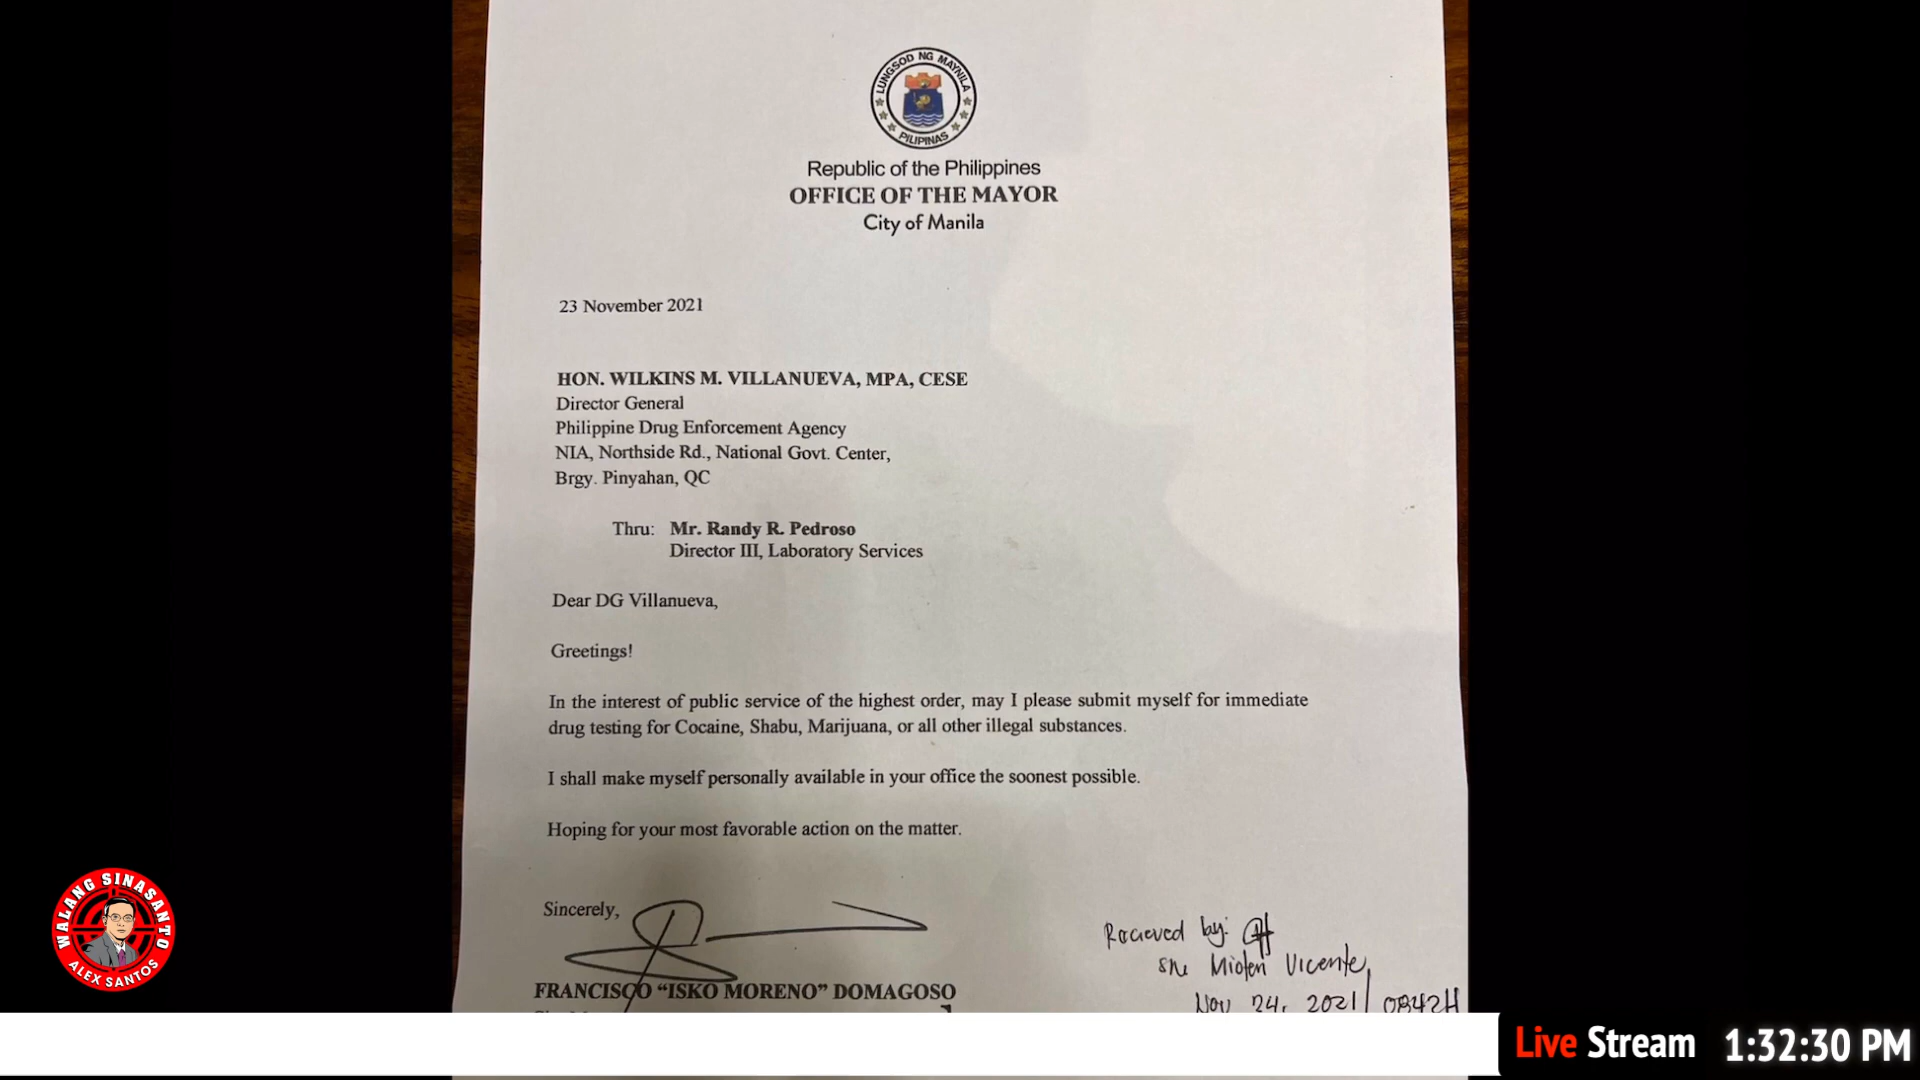 LUNGSOD NG MAYNILA
PILIPINAS
Republic of the Philippines
OFFICE OF THE MAYOR
City of Manila
23 November 2021
HON. WILKINS M. VILLANUEVA, MPA, CESE
Director General
Philippine Drug Enforcement Agency
NIA, Northside Rd., National Govt. Center,
Brgy. Pinyahan, QC
Thru: Mr. Randy R. Pedroso
Director III, Laboratory Services
Dear DG Villanueva,
Greetings!
In the interest of public service of the highest order, may I please submit myself for immediate
drug testing for Cocaine, Shabu, Marijuana, or all other illegal substances.
I shall make myself personally available in your office the soonest possible.
Hoping for your most favorable action on the matter.
Sincerely,
FRANCISCO “ISKO MORENO” DOMAGOSO
Recieved by:
Vicente
Nov 24, 2021 / 0842H
WALANG SINASANTO
ALEX SANTOS
Live Stream 1:32:30 PM